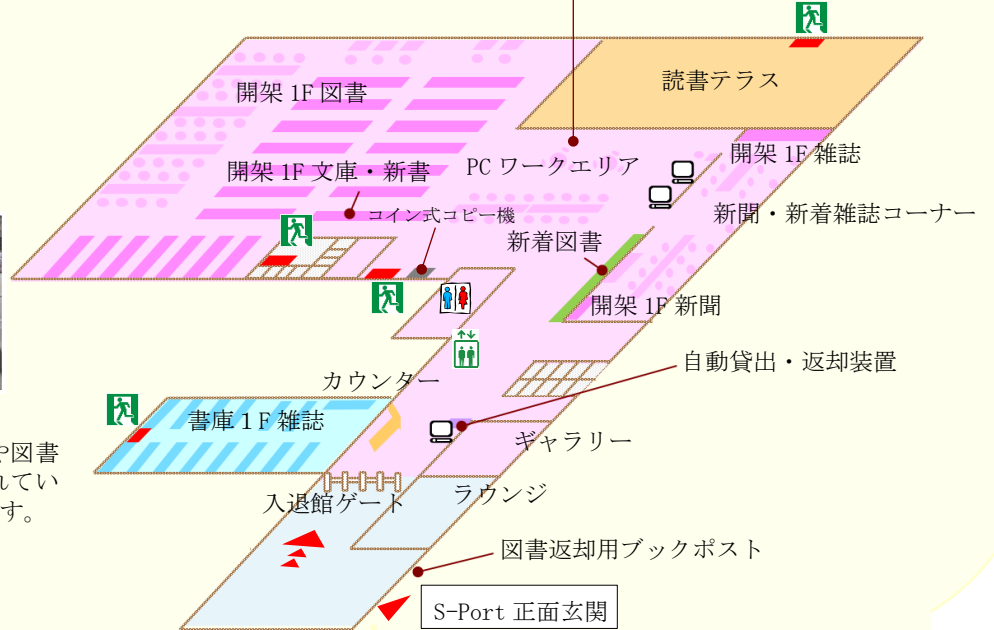 読書テラス
開架 1F 図書
開架 1F 雑誌
PC ワークエリア
開架 1F 文庫・新書
コイン式コピー機
新聞・新着雑誌コーナー
新着図書
開架 1F 新聞
自動貸出・返却装置
カウンター
書庫 1F 雑誌
ギャラリー
や図書
れてい
す。
入退館ゲート
ラウンジ
図書返却用ブックポスト
S-Port 正面玄関